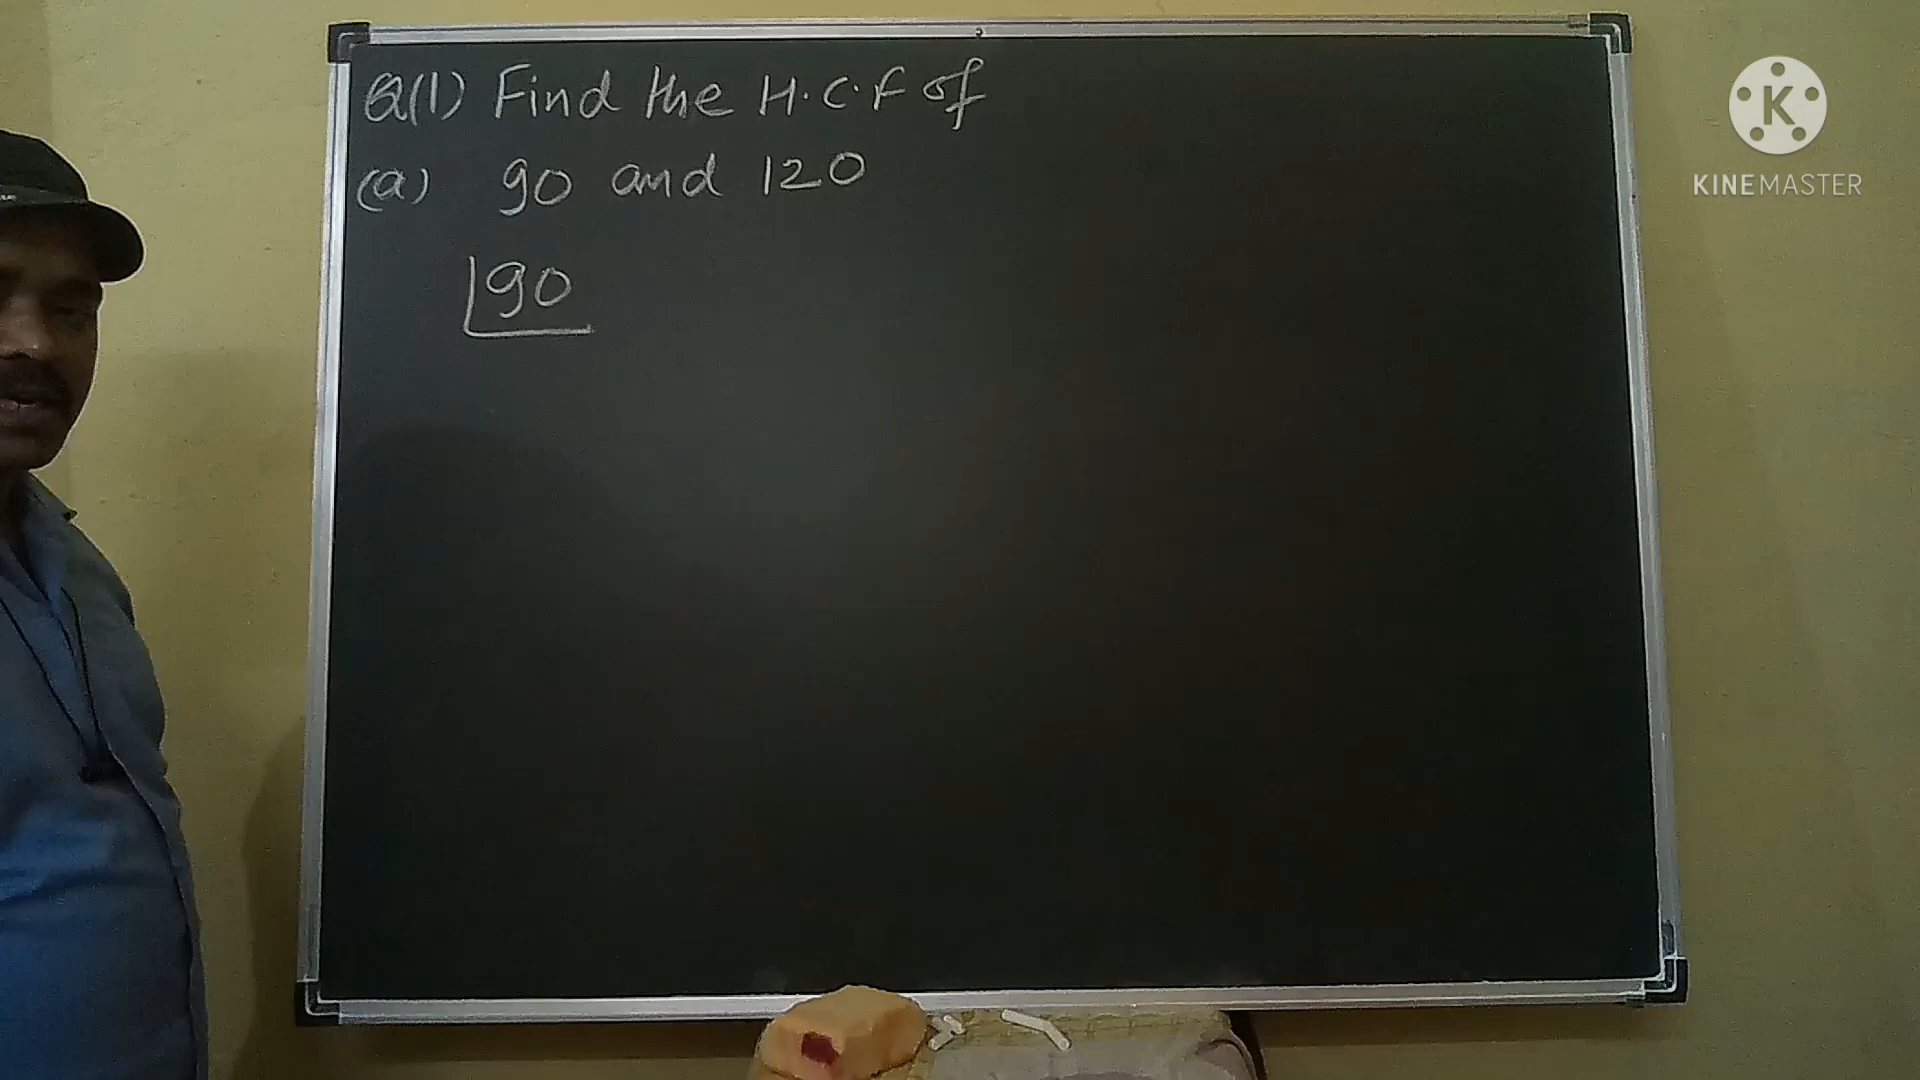 Q(1) Find the H.C.F of
(a) 90 and 120
90
K
KINEMASTER